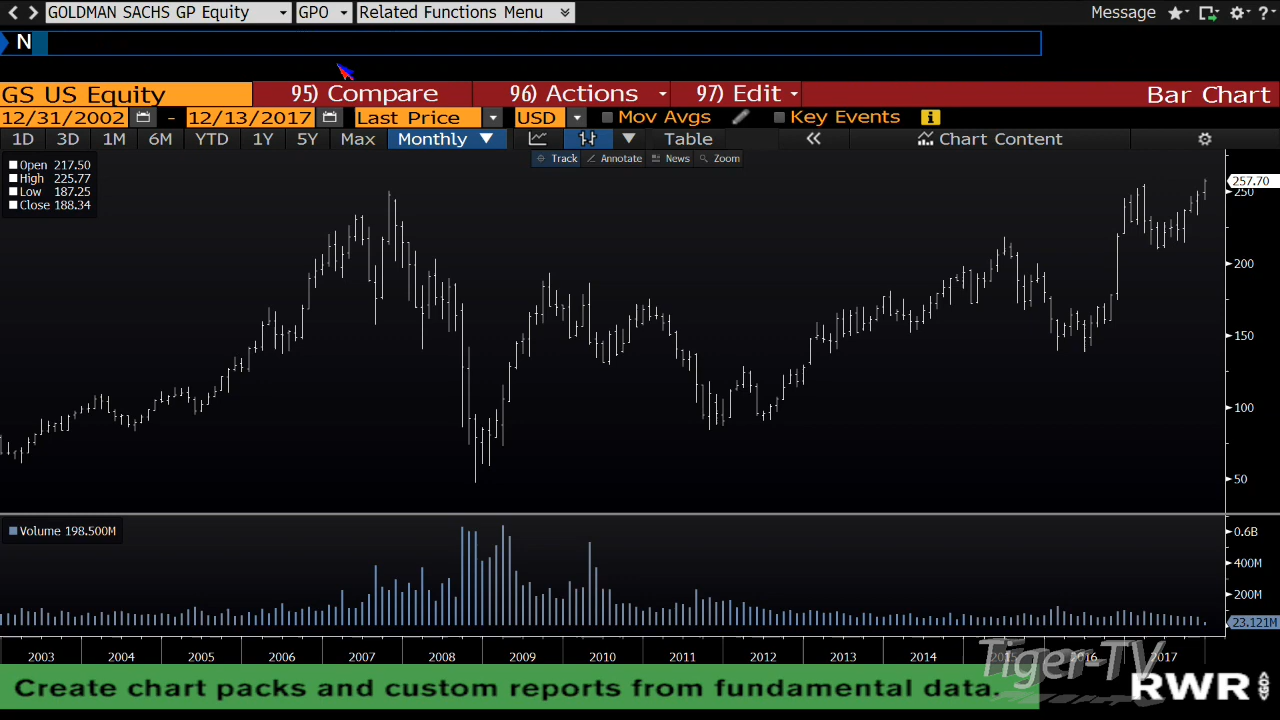 GOLDMAN SACHS GP Equity GPO Related Functions Menu Message ?
N
GS US Equity 95) Compare 96) Actions 97) Edit Bar Chart
12/31/2002 - 12/13/2017 Last Price USD Mov Avgs Key Events i
1D 3D 1M 6M YTD 1Y 5Y Max Monthly ▼ Table « Chart Content
Track Annotate News Zoom
Open 217.50
High 225.77
Low 187.25
Close 188.34
257.70
250
200
150
100
50
Volume 198.500M
0.6B
400M
200M
23.121M
2003 2004 2005 2006 2007 2008 2009 2010 2011 2012 2013 2014 2015 2016 2017
Tiger-TV
Create chart packs and custom reports from fundamental data.
RWR <GO>